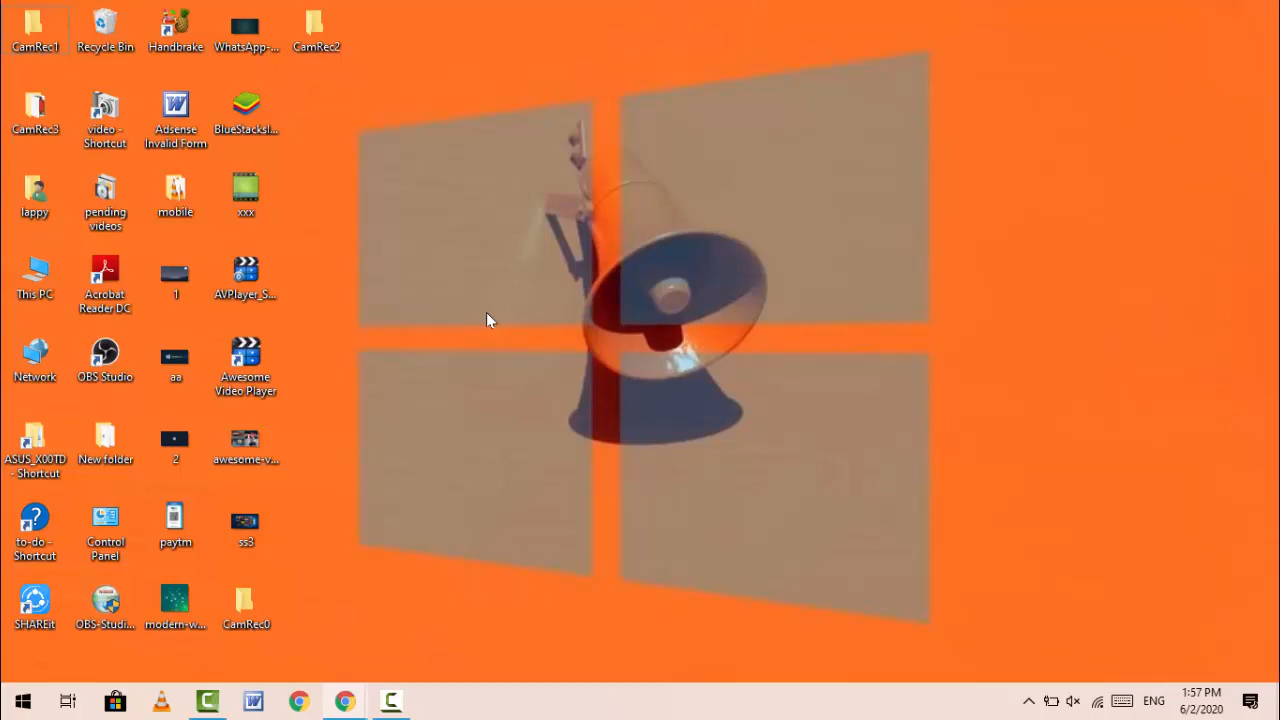 CamRec1
Recycle Bin
Handbrake
WhatsApp-...
CamRec2
CamRec3
video -
Shortcut
Adsense
Invalid Form
BlueStacksI...
lappy
pending
videos
mobile
xxx
This PC
Acrobat
Reader DC
1
AVPlayer_S...
Network
OBS Studio
aa
Awesome
Video Player
ASUS_X00TD
- Shortcut
New folder
2
awesome-v...
to-do -
Shortcut
Control
Panel
paytm
ss3
SHAREit
OBS-Studi...
modern-w...
CamRec0
ENG
1:57 PM
6/2/2020